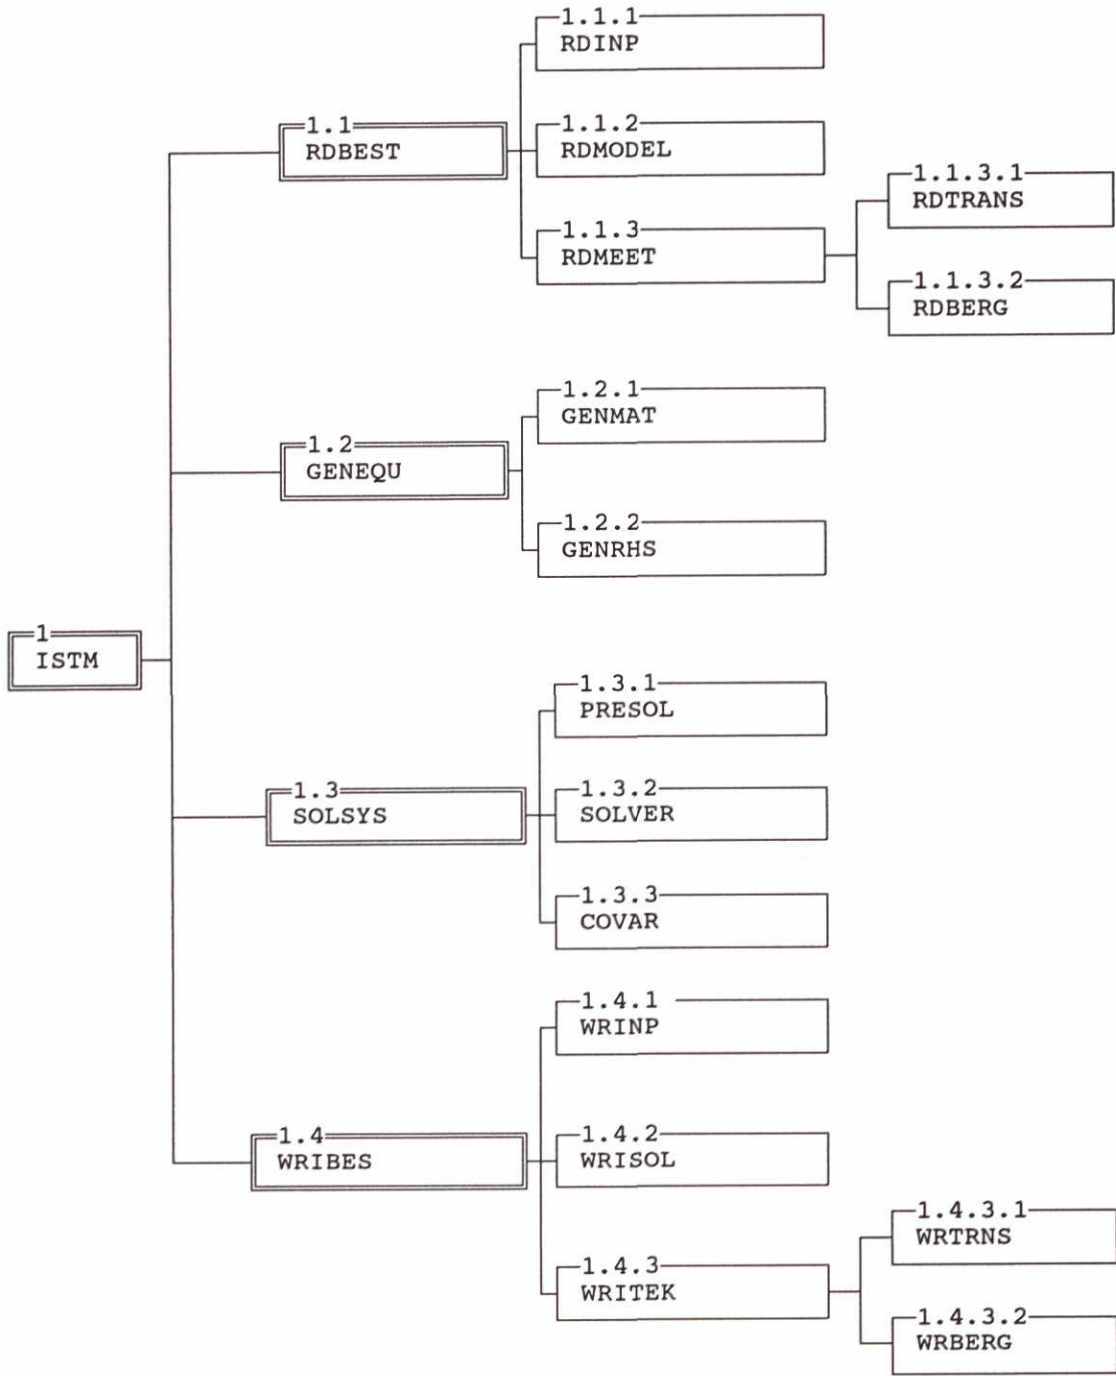 1
ISTM
1.1
RDBEST
1.1.1
RDINP
1.1.2
RDMODEL
1.1.3
RDMEET
1.1.3.1
RDTRANS
1.1.3.2
RDBERG
1.2
GENEQU
1.2.1
GENMAT
1.2.2
GENRHS
1.3
SOLSYS
1.3.1
PRESOL
1.3.2
SOLVER
1.3.3
COVAR
1.4
WRIBES
1.4.1
WRINP
1.4.2
WRISOL
1.4.3
WRITEK
1.4.3.1
WRTRNS
1.4.3.2
WRBERG